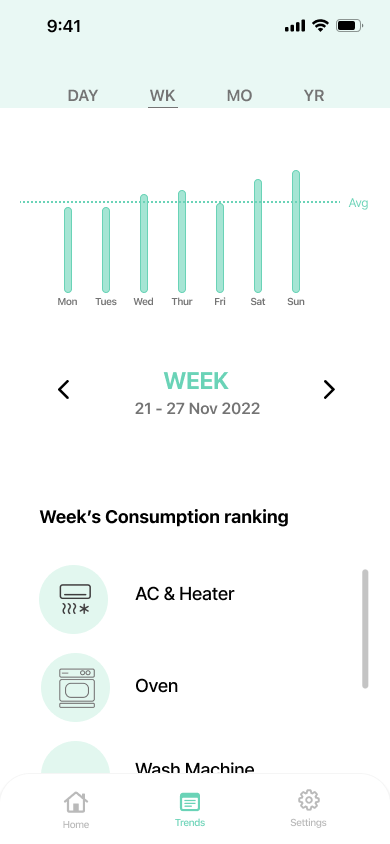 9:41
DAY WK MO YR
Avg
Mon Tues Wed Thur Fri Sat Sun
WEEK
21 - 27 Nov 2022
Week’s Consumption ranking
AC & Heater
Oven
Wash Machine
Home Trends Settings